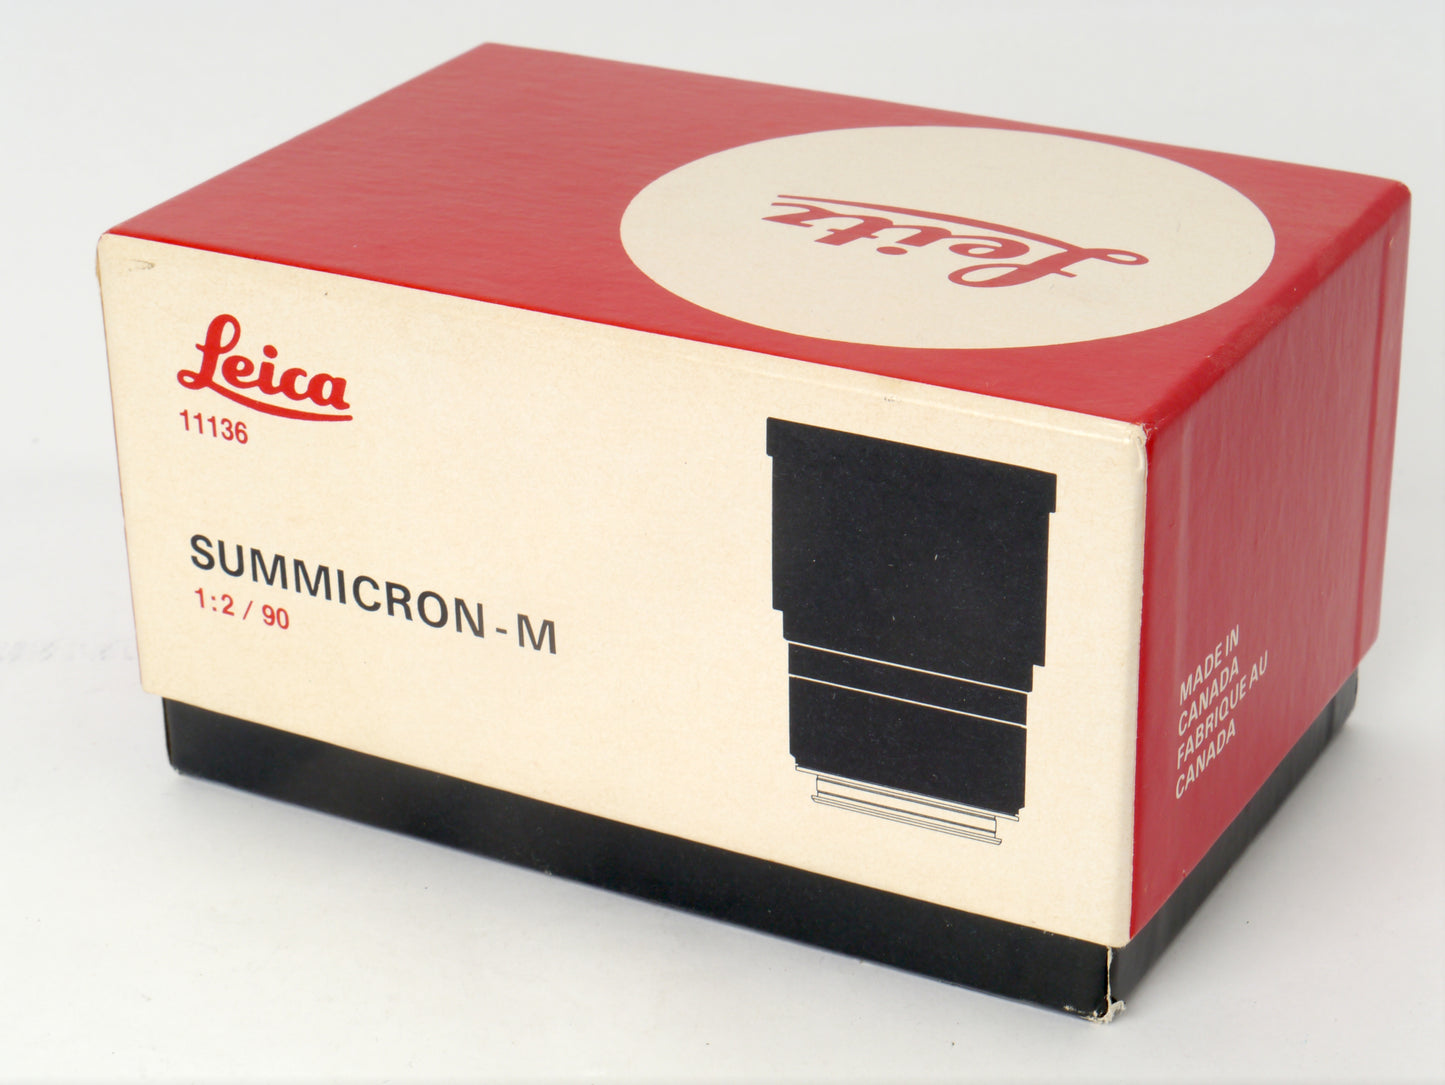 Leitz
Leica
11136
SUMMICRON-M
1:2 / 90
MADE IN
CANADA
FABRIQUE AU
CANADA